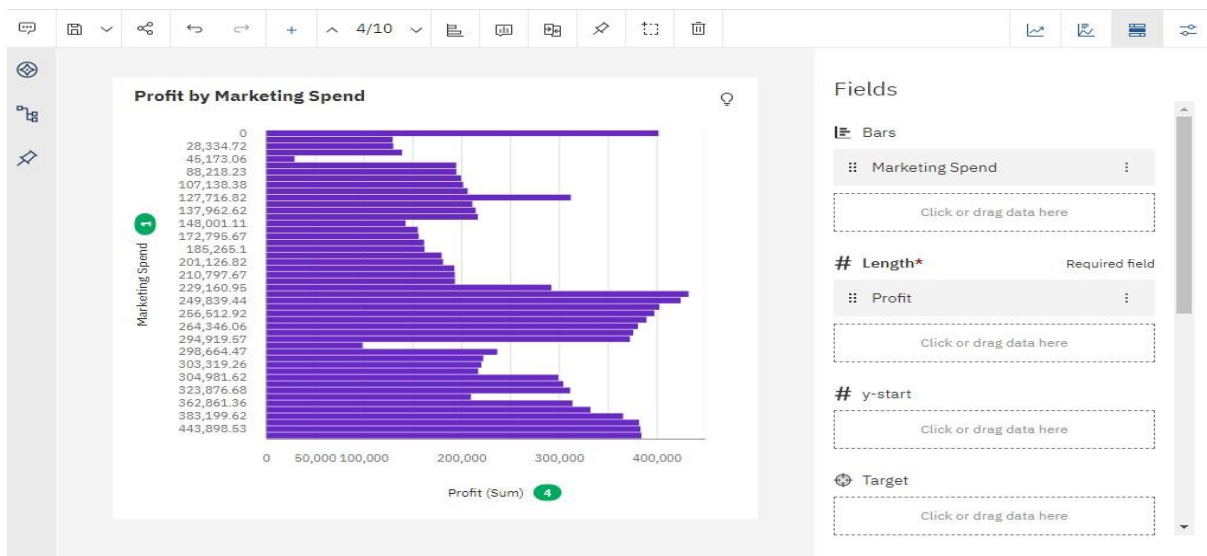 4/10
Profit by Marketing Spend
0
28,334.72
45,173.06
88,218.23
107,138.38
127,716.82
137,962.62
148,001.11
172,795.67
185,265.1
201,126.82
210,797.67
229,160.95
249,839.44
256,512.92
264,346.06
294,919.57
298,664.47
303,319.26
304,981.62
323,876.68
362,861.36
383,199.62
443,898.53
Marketing Spend 1
0 50,000 100,000 200,000 300,000 400,000
Profit (Sum) 4
Fields
Bars
Marketing Spend
Click or drag data here
# Length* Required field
Profit
Click or drag data here
# y-start
Click or drag data here
Target
Click or drag data here